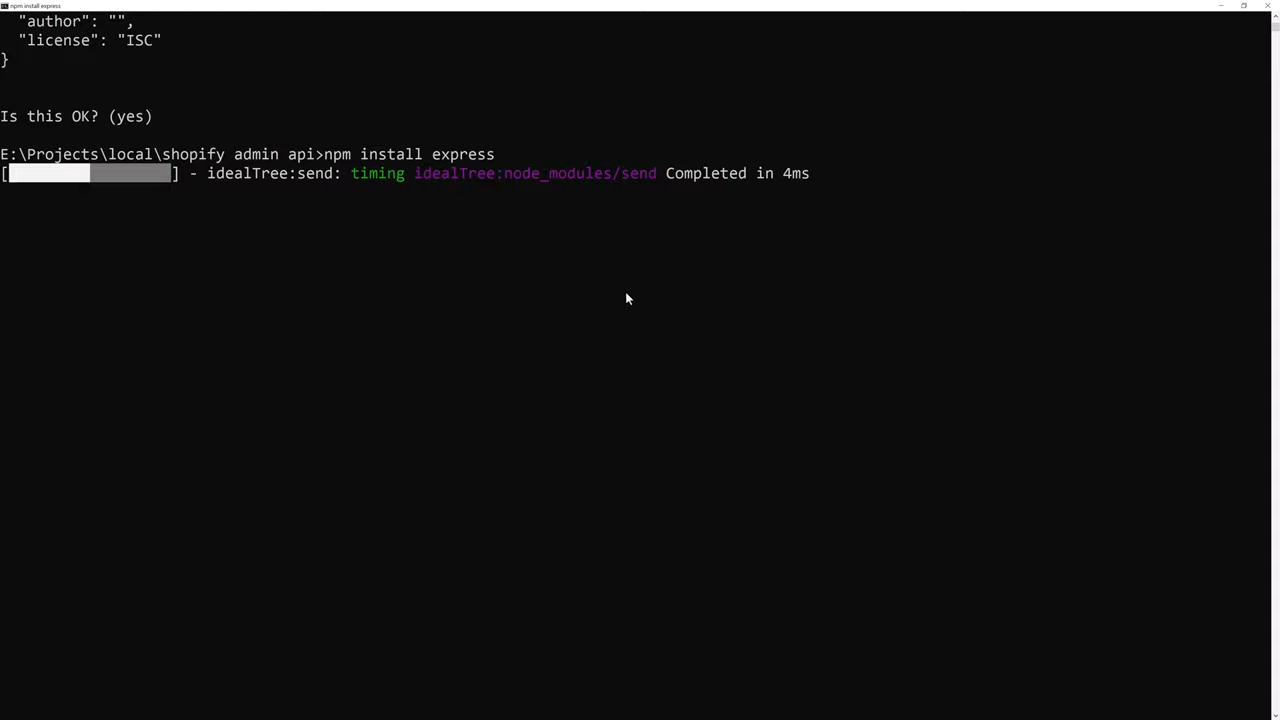 npm install express
"author": "",
"license": "ISC"
}
Is this OK? (yes)
E:\Projects\local\shopify admin api>npm install express
[ ] - idealTree:send: timing idealTree:node_modules/send Completed in 4ms